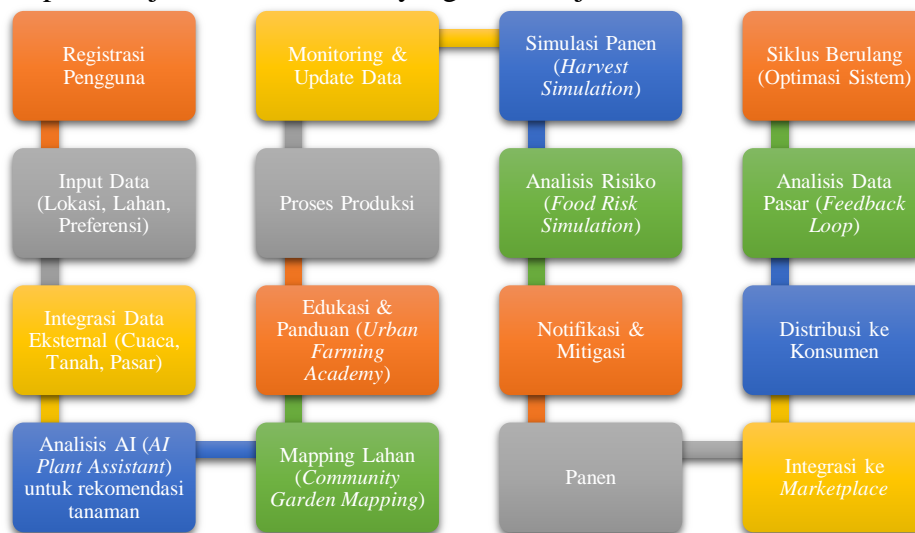 Registrasi
Pengguna
Input Data
(Lokasi, Lahan,
Preferensi)
Integrasi Data
Eksternal (Cuaca,
Tanah, Pasar)
Analisis AI (AI
Plant Assistant)
untuk rekomendasi
tanaman
Mapping Lahan
(Community
Garden Mapping)
Edukasi &
Panduan (Urban
Farming
Academy)
Proses Produksi
Monitoring &
Update Data
Simulasi Panen
(Harvest
Simulation)
Analisis Risiko
(Food Risk
Simulation)
Notifikasi &
Mitigasi
Panen
Integrasi ke
Marketplace
Distribusi ke
Konsumen
Analisis Data
Pasar (Feedback
Loop)
Siklus Berulang
(Optimasi Sistem)